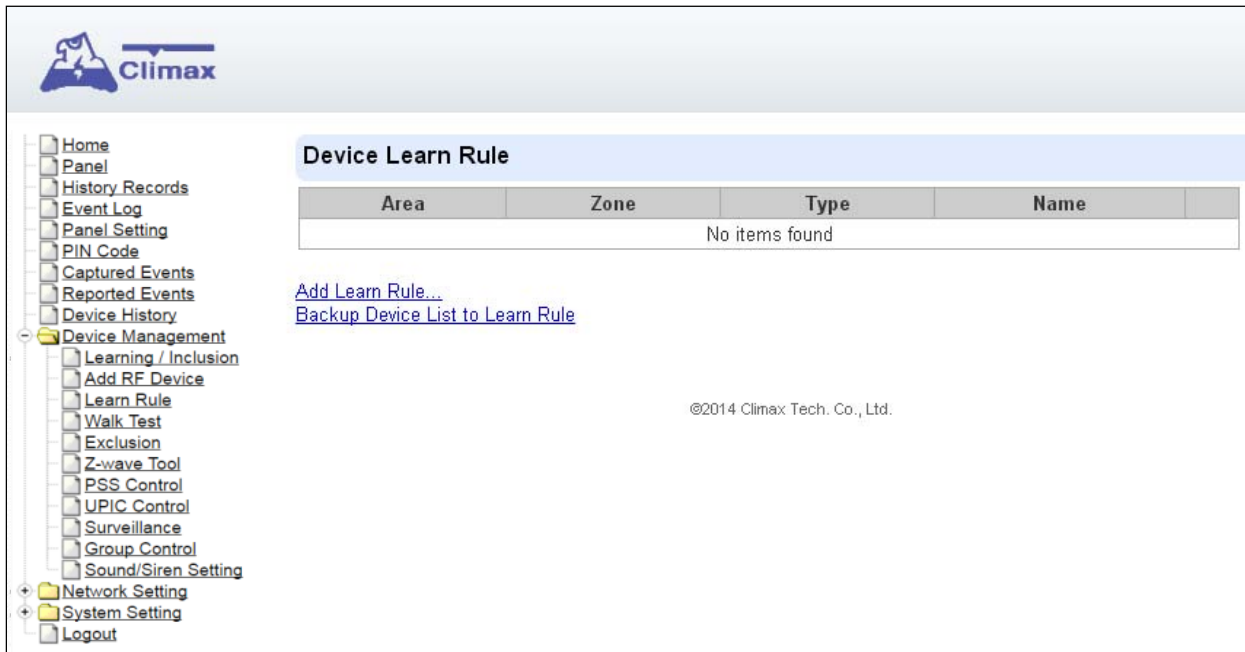 Climax
Home
Panel
History Records
Event Log
Panel Setting
PIN Code
Captured Events
Reported Events
Device History
Device Management
Learning / Inclusion
Add RF Device
Learn Rule
Walk Test
Exclusion
Z-wave Tool
PSS Control
UPIC Control
Surveillance
Group Control
Sound/Siren Setting
Network Setting
System Setting
Logout
Device Learn Rule
Area Zone Type Name
No items found
Add Learn Rule...
Backup Device List to Learn Rule
©2014 Climax Tech. Co., Ltd.